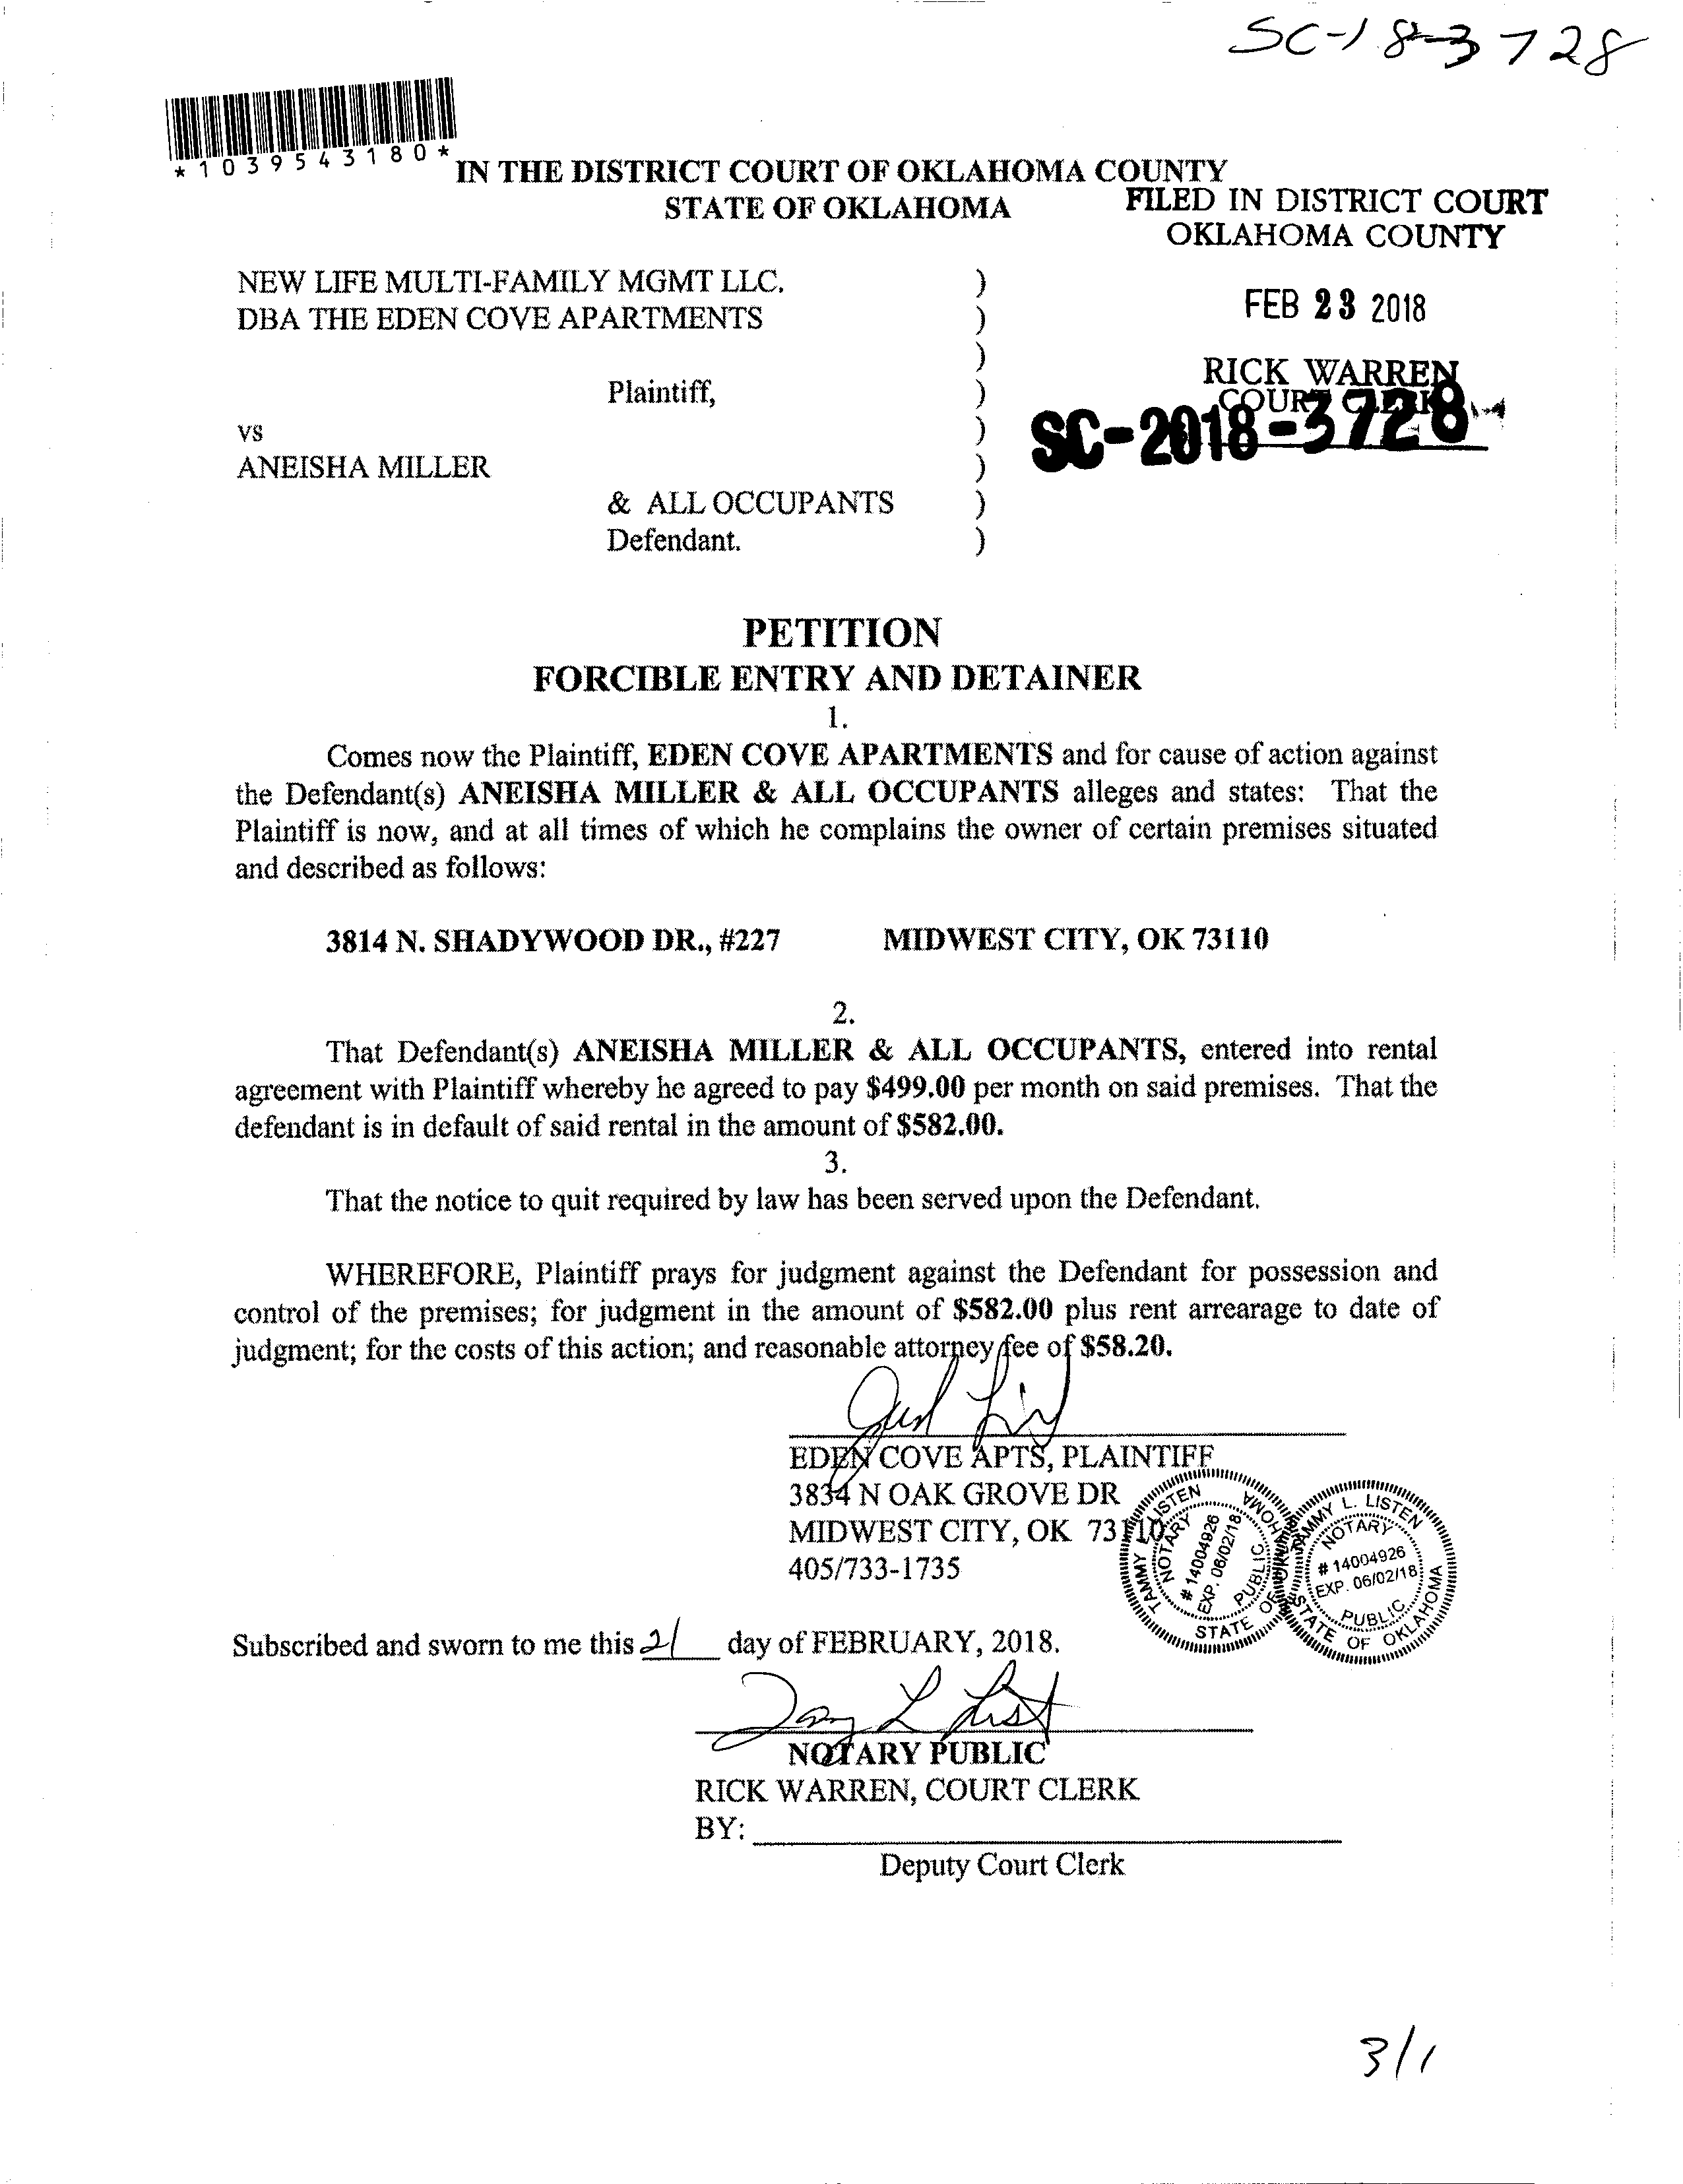 SC-18-3728
*1039543180*
IN THE DISTRICT COURT OF OKLAHOMA COUNTY
STATE OF OKLAHOMA
FILED IN DISTRICT COURT
OKLAHOMA COUNTY
NEW LIFE MULTI-FAMILY MGMT LLC. )
DBA THE EDEN COVE APARTMENTS )
FEB 23 2018
)
RICK WARREN
COURT CLERK
Plaintiff, )
SC-2018-3728
vs )
ANEISHA MILLER )
& ALL OCCUPANTS )
Defendant. )
PETITION
FORCIBLE ENTRY AND DETAINER
1.
Comes now the Plaintiff, EDEN COVE APARTMENTS and for cause of action against
the Defendant(s) ANEISHA MILLER & ALL OCCUPANTS alleges and states: That the
Plaintiff is now, and at all times of which he complains the owner of certain premises situated
and described as follows:
3814 N. SHADYWOOD DR., #227 MIDWEST CITY, OK 73110
2.
That Defendant(s) ANEISHA MILLER & ALL OCCUPANTS, entered into rental
agreement with Plaintiff whereby he agreed to pay $499.00 per month on said premises. That the
defendant is in default of said rental in the amount of $582.00.
3.
That the notice to quit required by law has been served upon the Defendant.
WHEREFORE, Plaintiff prays for judgment against the Defendant for possession and
control of the premises; for judgment in the amount of $582.00 plus rent arrearage to date of
judgment; for the costs of this action; and reasonable attorney fee of $58.20.
EDEN COVE APTS, PLAINTIFF
3834 N OAK GROVE DR
MIDWEST CITY, OK 73110
405/733-1735
TAMMY L. LISTEN
NOTARY
# 14004926
EXP. 06/02/18
PUBLIC
STATE OF OKLAHOMA
TAMMY L. LISTEN
NOTARY
# 14004926
EXP. 06/02/18
PUBLIC
STATE OF OKLAHOMA
Subscribed and sworn to me this 21 day of FEBRUARY, 2018.
NOTARY PUBLIC
RICK WARREN, COURT CLERK
BY:
Deputy Court Clerk
3/1